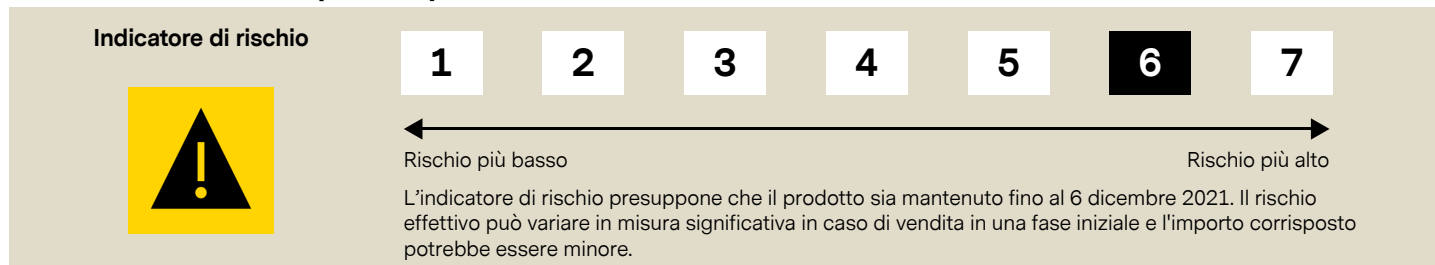 Indicatore di rischio
1 2 3 4 5 6 7
Rischio più basso Rischio più alto
L'indicatore di rischio presuppone che il prodotto sia mantenuto fino al 6 dicembre 2021. Il rischio
effettivo può variare in misura significativa in caso di vendita in una fase iniziale e l'importo corrisposto
potrebbe essere minore.